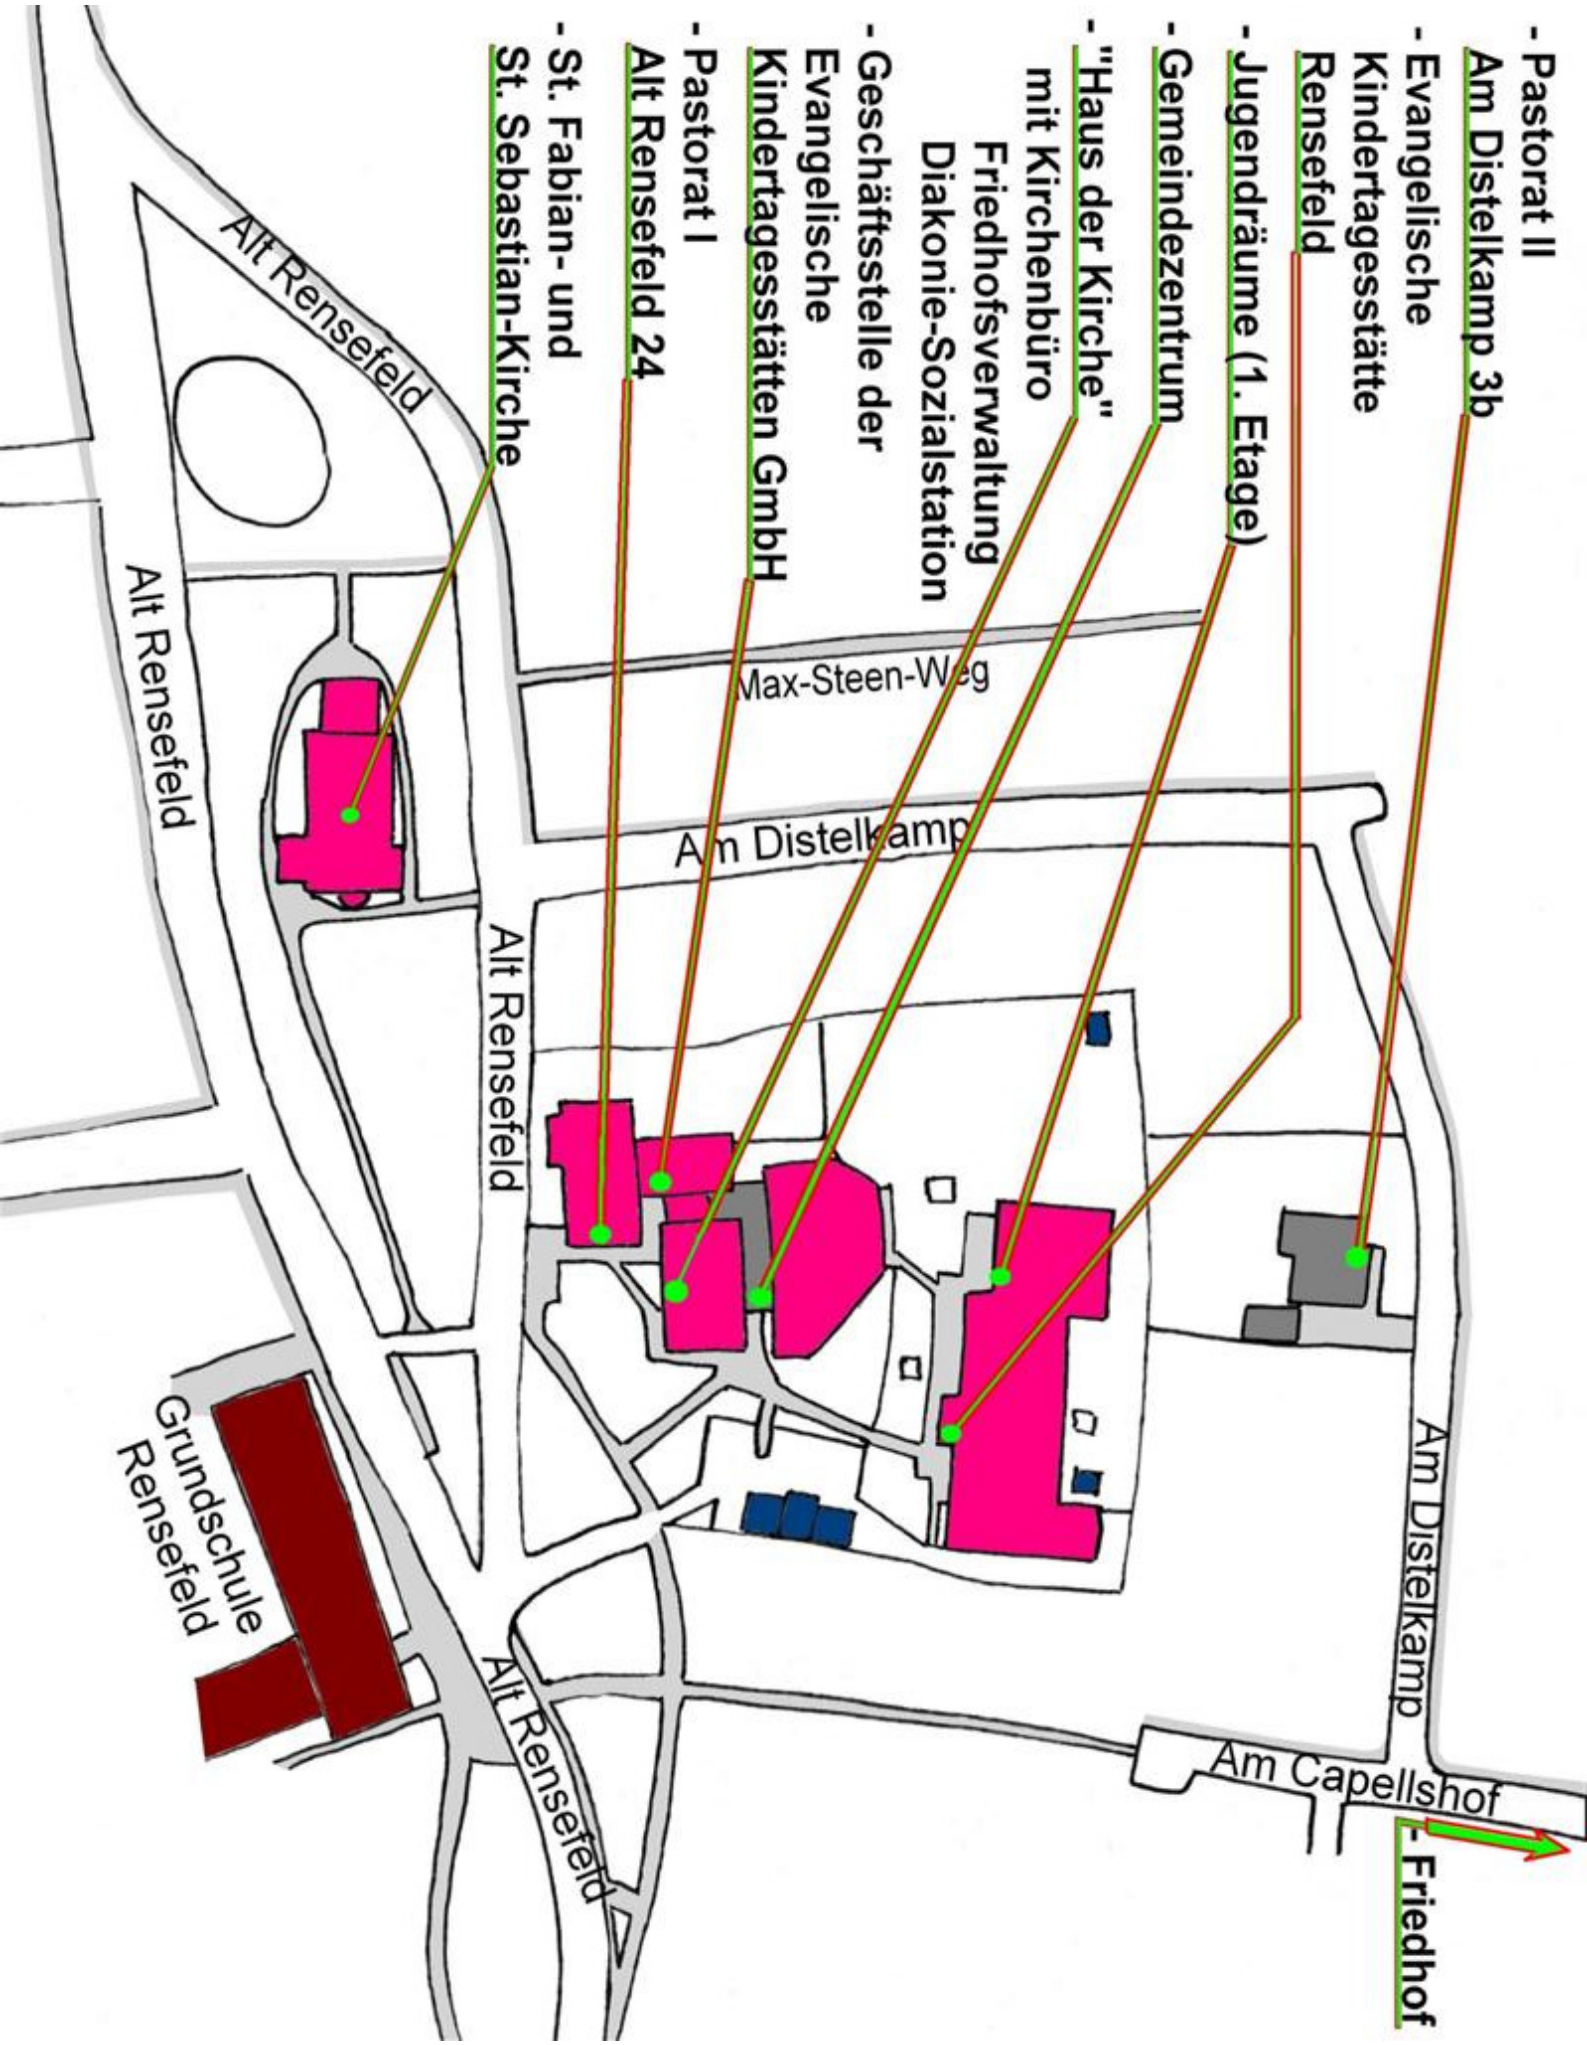 - Pastorat II
Am Distelkamp 3b
- Evangelische
Kindertagesstätte
Rensefeld
- Jugendräume (1. Etage)
- Gemeindezentrum
- "Haus der Kirche"
mit Kirchenbüro
Friedhofsverwaltung
Diakonie-Sozialstation
- Geschäftsstelle der
Evangelische
Kindertagesstätten GmbH
- Pastorat I
Alt Rensefeld 24
- St. Fabian- und
St. Sebastian-Kirche
Alt Rensefeld
Alt Rensefeld
Max-Steen-Weg
Am Distelkamp
Alt Rensefeld
Am Distelkamp
Grundschule
Rensefeld
Alt Rensefeld
Am Capellshof
- Friedhof